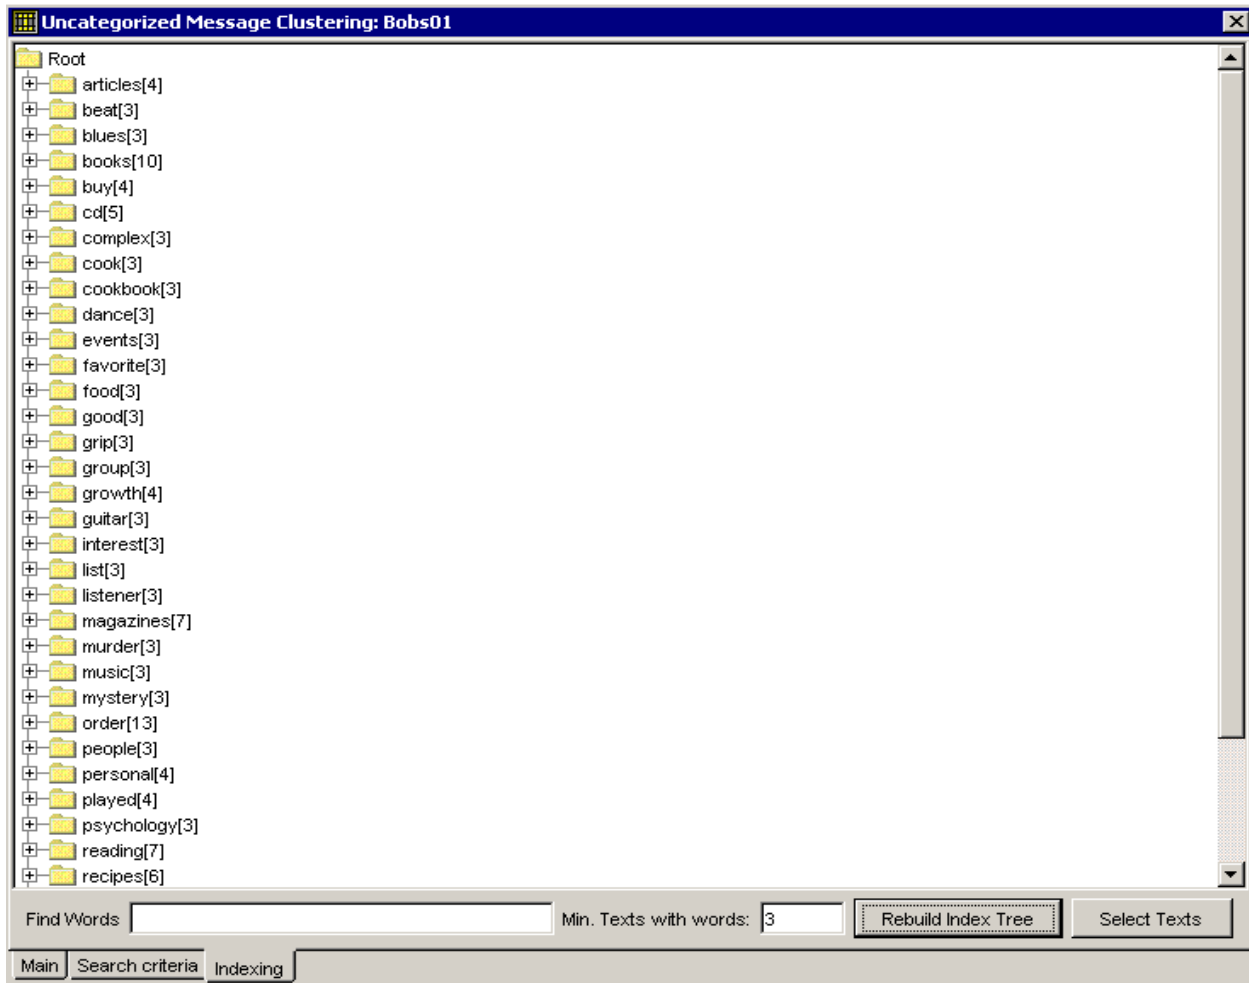 Uncategorized Message Clustering: Bobs01
Root
articles[4]
beat[3]
blues[3]
books[10]
buy[4]
cd[5]
complex[3]
cook[3]
cookbook[3]
dance[3]
events[3]
favorite[3]
food[3]
good[3]
grip[3]
group[3]
growth[4]
guitar[3]
interest[3]
list[3]
listener[3]
magazines[7]
murder[3]
music[3]
mystery[3]
order[13]
people[3]
personal[4]
played[4]
psychology[3]
reading[7]
recipes[6]
Find Words Min. Texts with words: 3 Rebuild Index Tree Select Texts
Main Search criteria Indexing